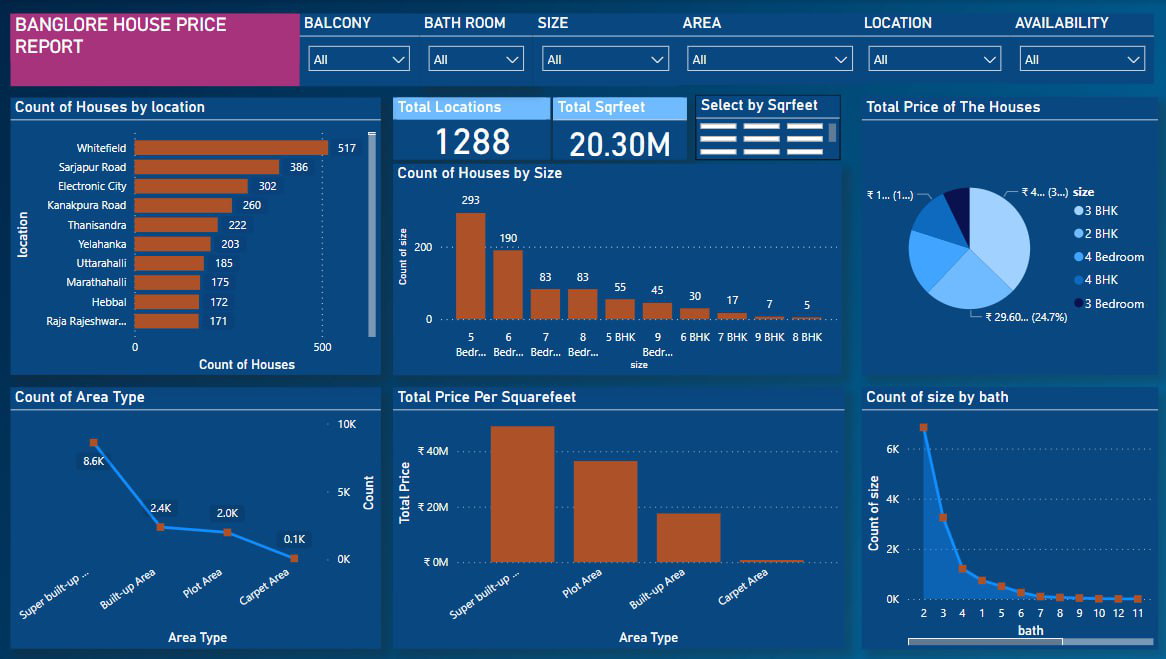 BANGLORE HOUSE PRICE
REPORT
BALCONY
All
BATH ROOM
All
SIZE
All
AREA
All
LOCATION
All
AVAILABILITY
All
Count of Houses by location
location
Whitefield 517
Sarjapur Road 386
Electronic City 302
Kanakpura Road 260
Thanisandra 222
Yelahanka 203
Uttarahalli 185
Marathahalli 175
Hebbal 172
Raja Rajeshwar... 171
0 500
Count of Houses
Total Locations
1288
Total Sqrfeet
20.30M
Select by Sqrfeet
Count of Houses by Size
Count of size
200
0
293
190
83
83
55
45
30
17
7
5
5 Bedr...
6 Bedr...
7 Bedr...
8 Bedr...
5 BHK
9 Bedr...
6 BHK
7 BHK
9 BHK
8 BHK
size
Total Price of The Houses
₹ 1... (1...)
₹ 4... (3...)
₹ 29.60... (24.7%)
size
3 BHK
2 BHK
4 Bedroom
4 BHK
3 Bedroom
Count of Area Type
10K
5K
0K
Count
8.6K
2.4K
2.0K
0.1K
Super built-up ...
Built-up Area
Plot Area
Carpet Area
Area Type
Total Price Per Squarefeet
Total Price
₹ 40M
₹ 20M
₹ 0M
Super built-up ...
Plot Area
Built-up Area
Carpet Area
Area Type
Count of size by bath
Count of size
6K
4K
2K
0K
2 3 4 1 5 6 7 8 9 10 12 11
bath